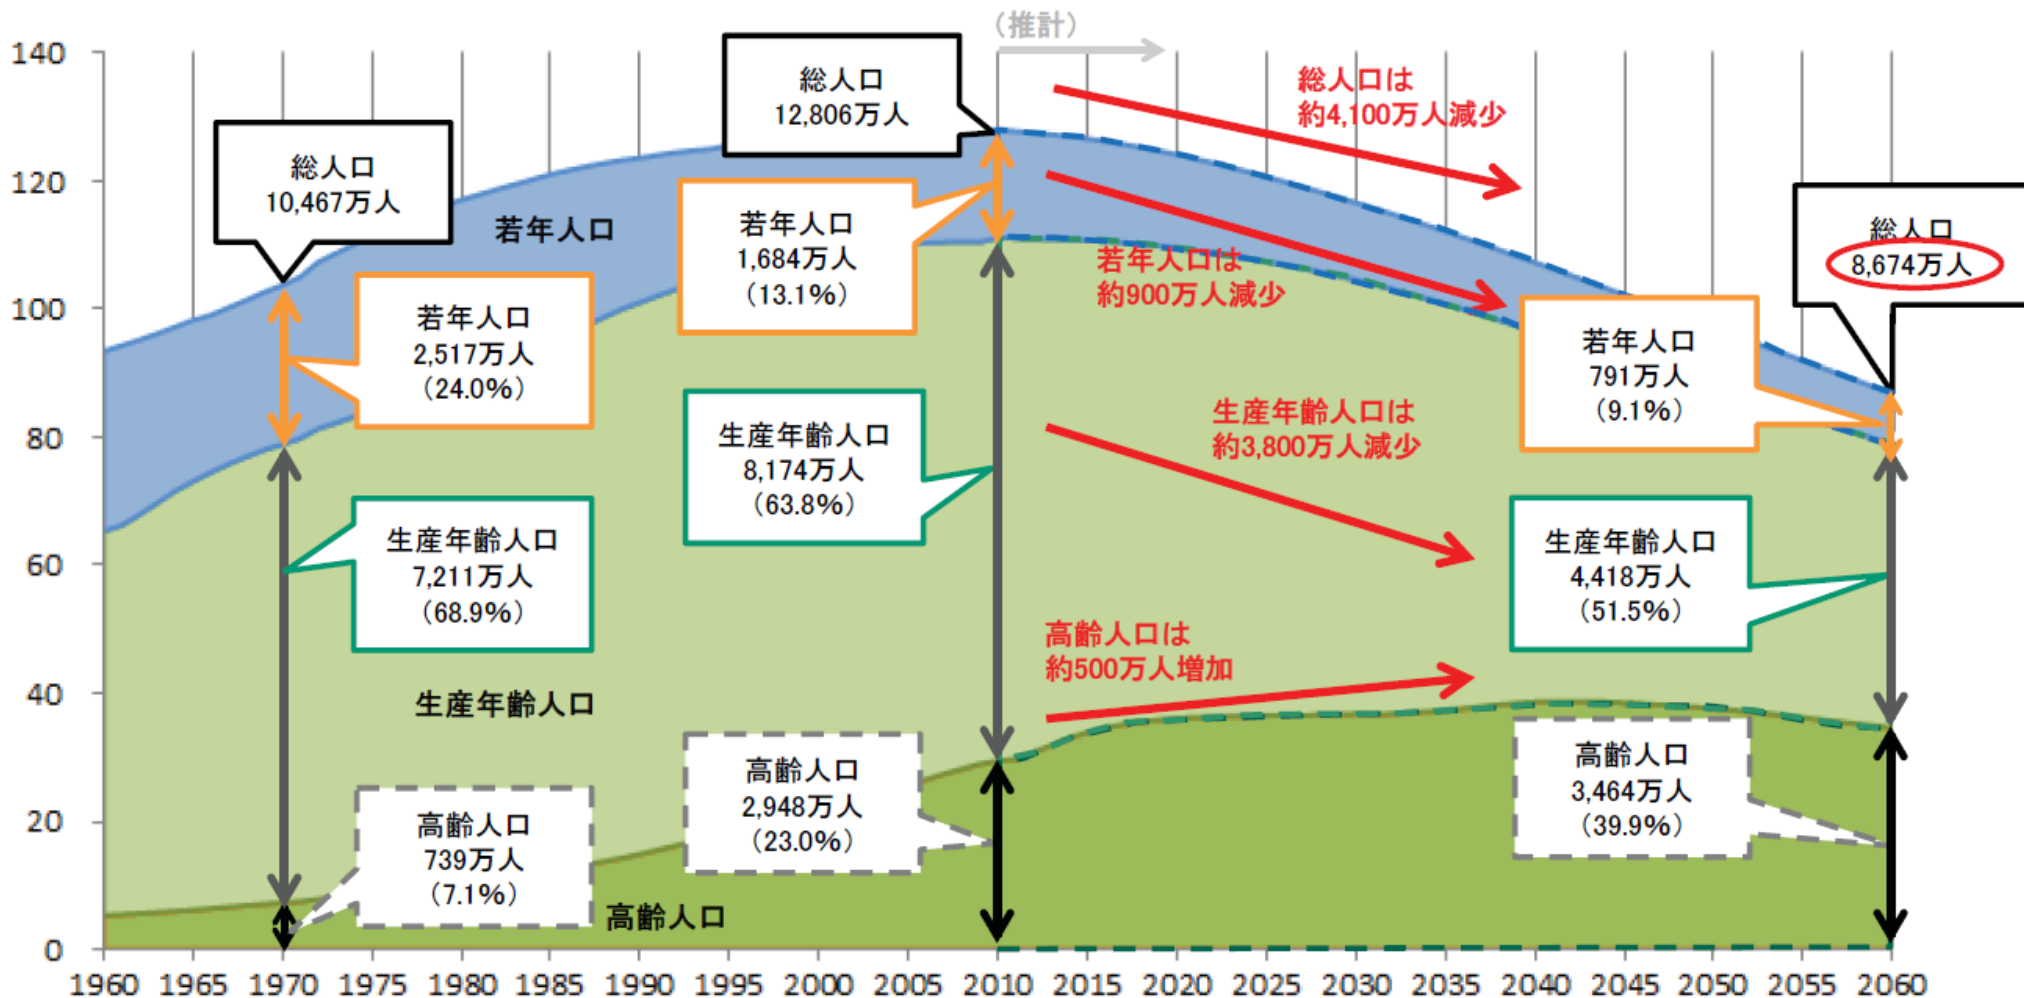 （推計）
140
120
100
80
60
40
20
0
総人口
10,467万人
若年人口
2,517万人
（24.0%）
生産年齢人口
7,211万人
（68.9%）
高齢人口
739万人
（7.1%）
若年人口
生産年齢人口
高齢人口
総人口
12,806万人
若年人口
1,684万人
（13.1%）
生産年齢人口
8,174万人
（63.8%）
高齢人口
2,948万人
（23.0%）
総人口は
約4,100万人減少
若年人口は
約900万人減少
生産年齢人口は
約3,800万人減少
高齢人口は
約500万人増加
総人口
8,674万人
若年人口
791万人
（9.1%）
生産年齢人口
4,418万人
（51.5%）
高齢人口
3,464万人
（39.9%）
1960 1965 1970 1975 1980 1985 1990 1995 2000 2005 2010 2015 2020 2025 2030 2035 2040 2045 2050 2055 2060